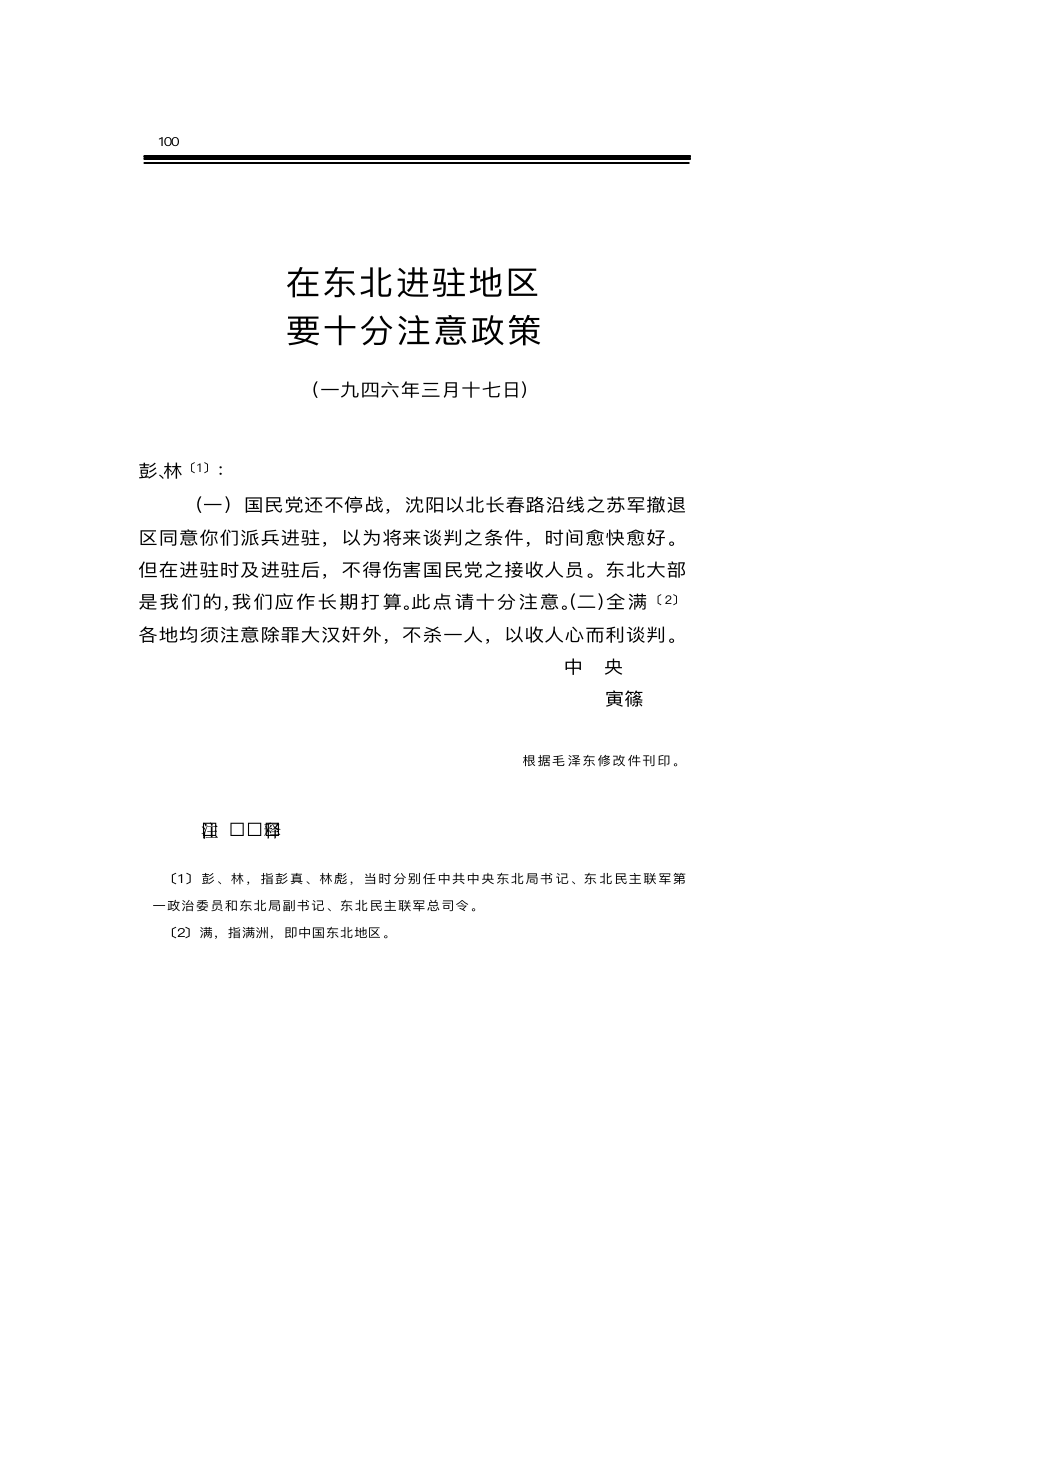 100
在东北进驻地区
要十分注意政策
(一九四六年三月十七日)
彭、林〔1〕：
(一)国民党还不停战，沈阳以北长春路沿线之苏军撤退
区同意你们派兵进驻，以为将来谈判之条件，时间愈快愈好。
但在进驻时及进驻后，不得伤害国民党之接收人员。东北大部
是我们的,我们应作长期打算。此点请十分注意。(二)全满〔2〕
各地均须注意除罪大汉奸外，不杀一人，以收人心而利谈判。
中 央
寅篠
根据毛泽东修改件刊印。
注 □□释
〔1〕彭、林，指彭真、林彪，当时分别任中共中央东北局书记、东北民主联军第
一政治委员和东北局副书记、东北民主联军总司令。
〔2〕满，指满洲，即中国东北地区。